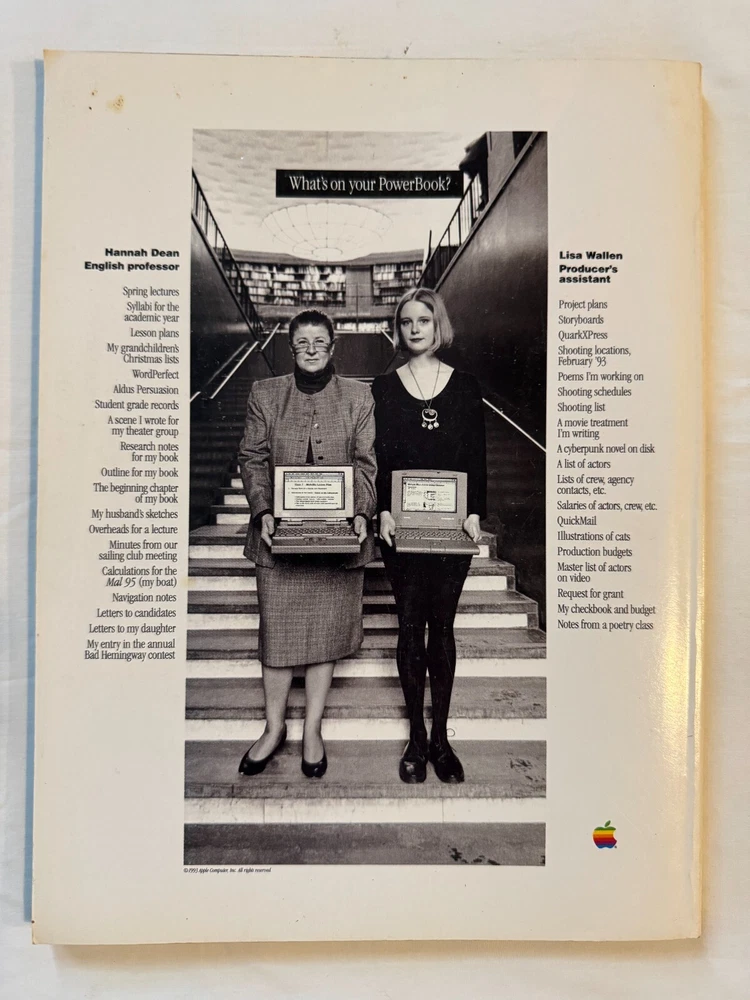 What's on your PowerBook?
Hannah Dean
English professor
Spring lectures
Syllabi for the
academic year
Lesson plans
My grandchildren's
Christmas lists
WordPerfect
Aldus Persuasion
Student grade records
A scene I wrote for
my theater group
Research notes
for my book
Outline for my book
The beginning chapter
of my book
My husband's sketches
Overheads for a lecture
Minutes from our
sailing club meeting
Calculations for the
Mal 95 (my boat)
Navigation notes
Letters to candidates
Letters to my daughter
My entry in the annual
Bad Hemingway contest
Lisa Wallen
Producer's
assistant
Project plans
Storyboards
QuarkXPress
Shooting locations,
February '93
Poems I'm working on
Shooting schedules
Shooting list
A movie treatment
I'm writing
A cyberpunk novel on disk
A list of actors
Lists of crew, agency
contacts, etc.
Salaries of actors, crew, etc.
QuickMail
Illustrations of cats
Production budgets
Master list of actors
on video
Request for grant
My checkbook and budget
Notes from a poetry class
©1993 Apple Computer, Inc. All rights reserved